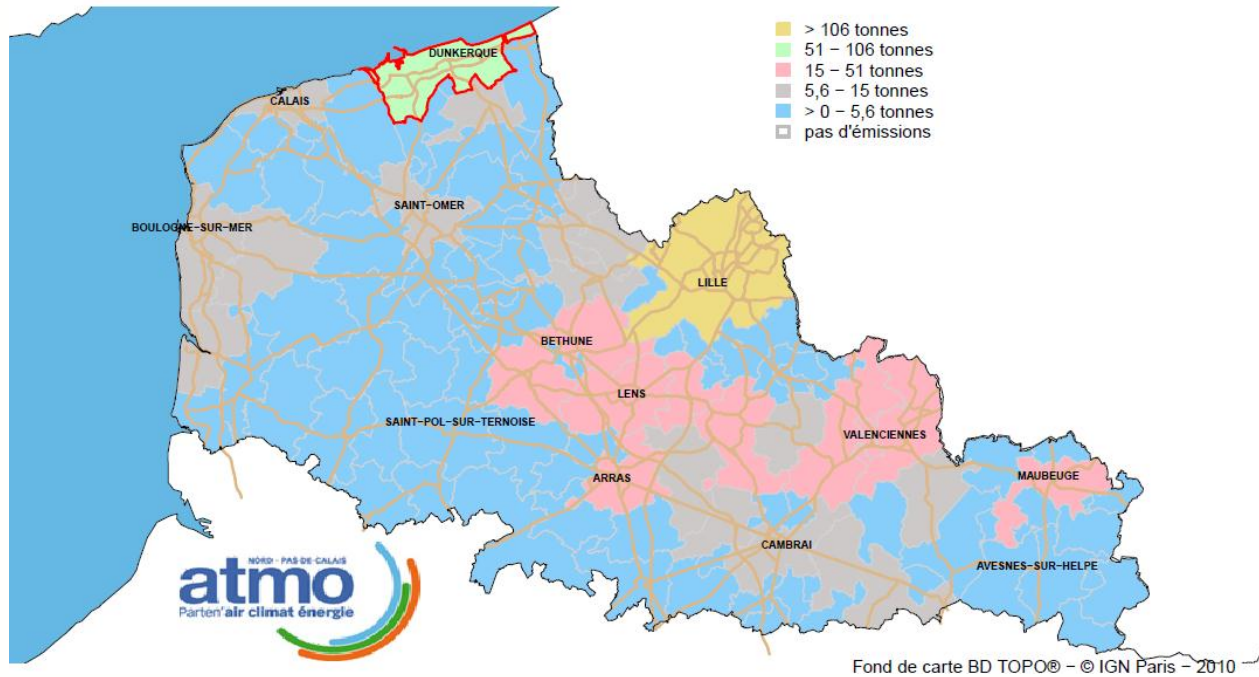 > 106 tonnes
51 − 106 tonnes
15 − 51 tonnes
5,6 − 15 tonnes
> 0 − 5,6 tonnes
pas d'émissions
DUNKERQUE
CALAIS
SAINT−OMER
BOULOGNE−SUR−MER
LILLE
BETHUNE
LENS
SAINT−POL−SUR−TERNOISE
VALENCIENNES
ARRAS
MAUBEUGE
CAMBRAI
AVESNES−SUR−HELPE
NORD - PAS-DE-CALAIS
atmo
Parten'air climat énergie
Fond de carte BD TOPO® − © IGN Paris − 2010